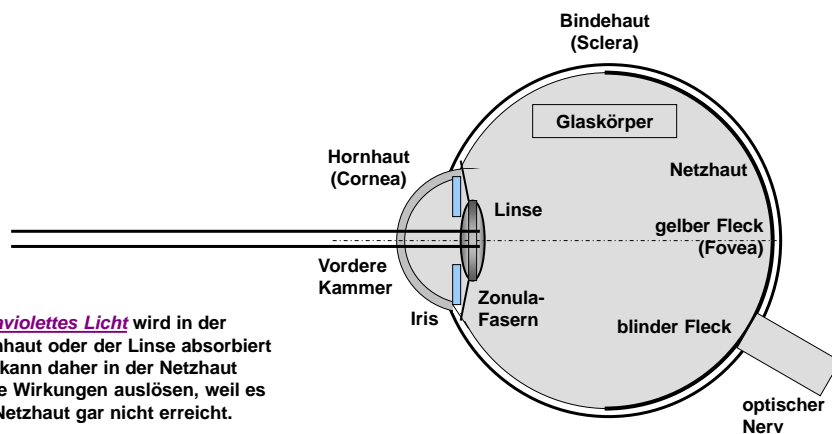 Bindehaut
(Sclera)
Glaskörper
Hornhaut
(Cornea)
Netzhaut
Linse
gelber Fleck
(Fovea)
Vordere
Kammer
Zonula-
Fasern
Iris
blinder Fleck
optischer
Nerv
Licht wird in der
oder der Linse absorbiert
kann daher in der Netzhaut
Wirkungen auslösen, weil es
Netzhaut gar nicht erreicht.